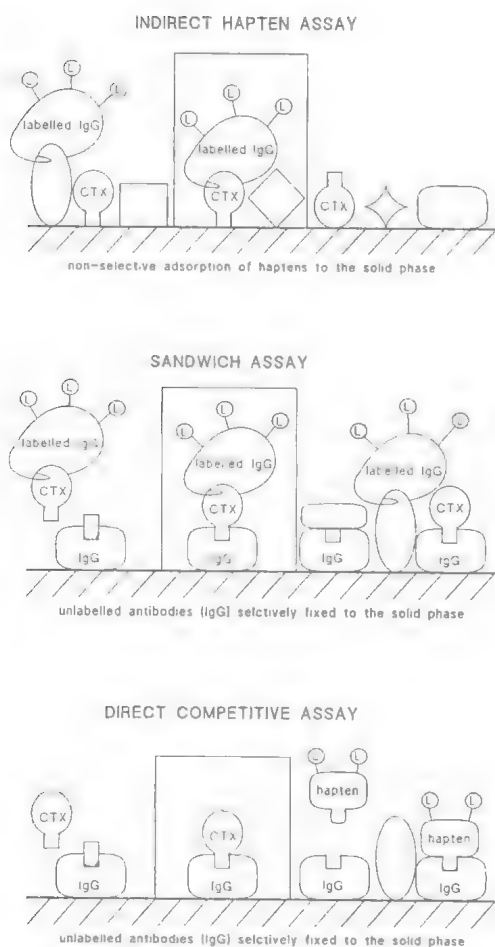 INDIRECT HAPTEN ASSAY
L L L
labelled IgG
L L L
labelled IgG
CTX
CTX
CTX
non-selective adsorption of haptens to the solid phase
SANDWICH ASSAY
L L L
labelled IgG
L L L
labelled IgG
L L L
labelled IgG
CTX
CTX
CTX
IgG
IgG
IgG
IgG
unlabelled antibodies (IgG) selctively fixed to the solid phase
DIRECT COMPETITIVE ASSAY
L L
hapten
CTX
CTX
L L
hapten
IgG
IgG
IgG
IgG
unlabelled antibodies (IgG) selctively fixed to the solid phase